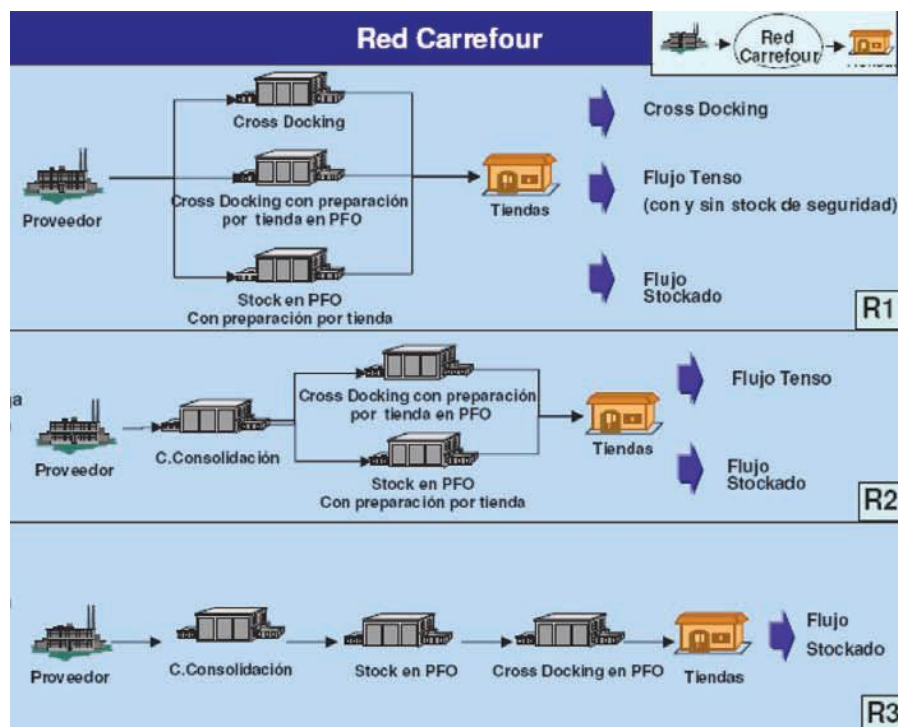 Red Carrefour
Red
Carrefour
Cross Docking
Cross Docking con preparación
por tienda en PFO
Proveedor
Tiendas
Stock en PFO
Con preparación por tienda
Cross Docking
Flujo Tenso
(con y sin stock de seguridad)
Flujo
Stockado
R1
ga
Proveedor
C.Consolidación
Cross Docking con preparación
por tienda en PFO
Stock en PFO
Con preparación por tienda
Tiendas
Flujo Tenso
Flujo
Stockado
R2
Proveedor
C.Consolidación
Stock en PFO
Cross Docking en PFO
Tiendas
Flujo
Stockado
R3